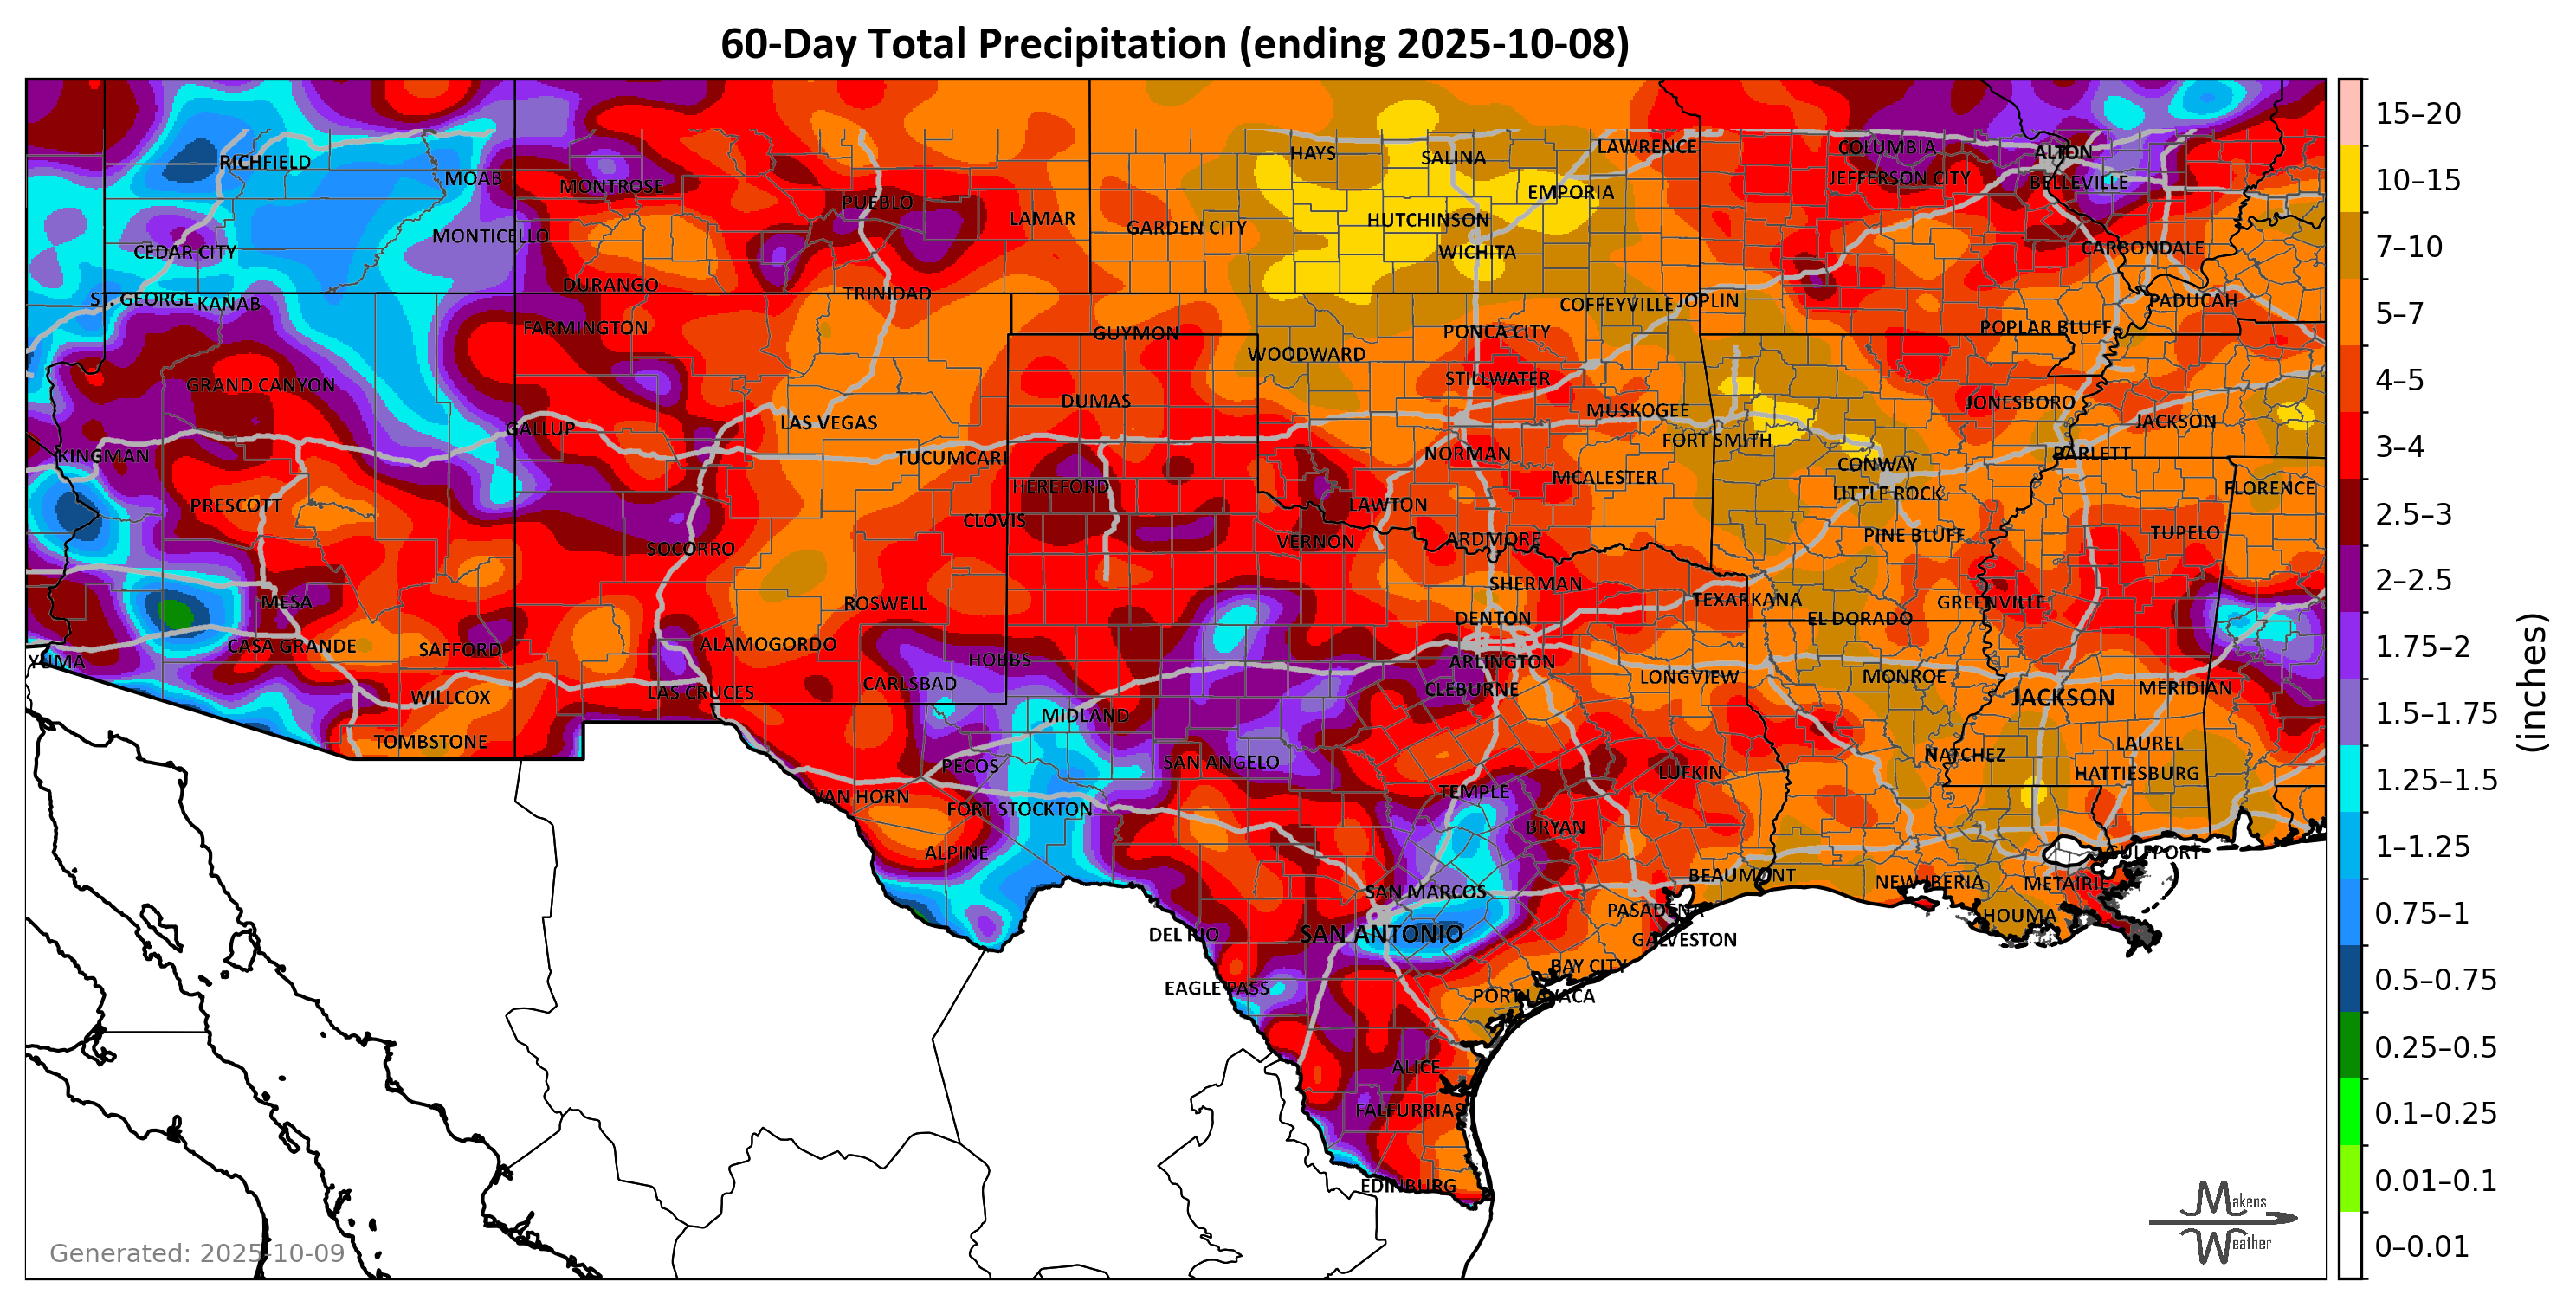 60-Day Total Precipitation (ending 2025-10-08)
HAYS
SALINA
LAWRENCE
COLUMBIA
ALTON
RICHFIELD
MOAB
MONTROSE
EMPORIA
JEFFERSON CITY
BELLEVILLE
PUEBLO
LAMAR
GARDEN CITY
HUTCHINSON
MONTICELLO
CEDAR CITY
WICHITA
CARBONDALE
DURANGO
TRINIDAD
ST. GEORGE
KANAB
COFFEYVILLE
JOPLIN
PADUCAH
FARMINGTON
GUYMON
PONCA CITY
POPLAR BLUFF
WOODWARD
GRAND CANYON
STILLWATER
DUMAS
MUSKOGEE
JONESBORO
GALLUP
LAS VEGAS
JACKSON
FORT SMITH
KINGMAN
TUCUMCARI
NORMAN
BARLETT
CONWAY
HEREFORD
MCALESTER
LITTLE ROCK
FLORENCE
PRESCOTT
LAWTON
CLOVIS
SOCORRO
VERNON
ARDMORE
PINE BLUFF
TUPELO
SHERMAN
MESA
ROSWELL
TEXARKANA
GREENVILLE
DENTON
EL DORADO
CASA GRANDE
SAFFORD
ALAMOGORDO
YUMA
HOBBS
ARLINGTON
LONGVIEW
MONROE
WILLCOX
LAS CRUCES
CARLSBAD
CLEBURNE
JACKSON
MERIDIAN
MIDLAND
TOMBSTONE
PECOS
SAN ANGELO
NATCHEZ
LAUREL
LUFKIN
HATTIESBURG
VAN HORN
FORT STOCKTON
TEMPLE
BRYAN
ALPINE
GULFPORT
SAN MARCOS
BEAUMONT
NEW IBERIA
METAIRIE
PASADENA
HOUMA
DEL RIO
SAN ANTONIO
GALVESTON
BAY CITY
EAGLE PASS
PORT LAVACA
ALICE
FALFURRIAS
EDINBURG
15–20
10–15
7–10
5–7
4–5
3–4
2.5–3
2–2.5
1.75–2
1.5–1.75
1.25–1.5
1–1.25
0.75–1
0.5–0.75
0.25–0.5
0.1–0.25
0.01–0.1
0–0.01
(inches)
Generated: 2025-10-09
Makens
Weather